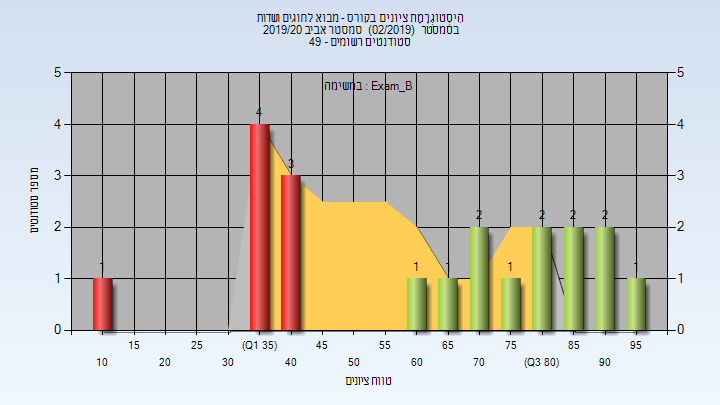 הִיסְטוֹגְרָמַת ציונים בקורס - מבוא לחוגים ושדות
בסמסטר (02/2019) סמסטר אביב 2019/20
סטודנטים רשומים - 49
במשימה : Exam_B
מספר סטודנטים
5 5
4 4
3 3
2 2
1 1
0 0
1 4 3 1 1 2 1 2 2 2 1
15 25 (Q1 35) 45 55 65 75 85 95
10 20 30 40 50 60 70 (Q3 80) 90
טווח ציונים